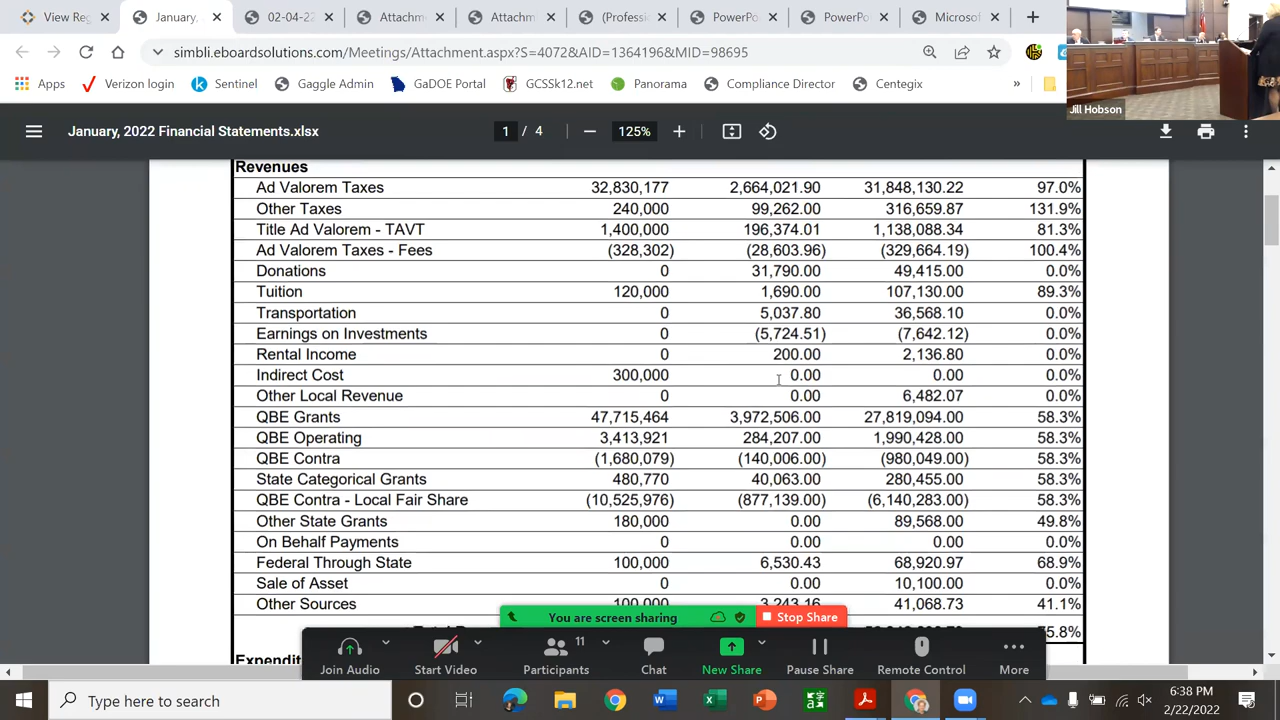 View Reg
January,
02-04-22
Attachm
Attachm
(Profession
PowerPo
PowerPo
Microsof
simbli.eboardsolutions.com/Meetings/Attachment.aspx?S=4072&AID=1364196&MID=98695
Apps
Verizon login
Sentinel
Gaggle Admin
GaDOE Portal
GCSSk12.net
Panorama
Compliance Director
Centegix
»
Jill Hobson
January, 2022 Financial Statements.xlsx
1 / 4
125%
Revenues
Ad Valorem Taxes 32,830,177 2,664,021.90 31,848,130.22 97.0%
Other Taxes 240,000 99,262.00 316,659.87 131.9%
Title Ad Valorem - TAVT 1,400,000 196,374.01 1,138,088.34 81.3%
Ad Valorem Taxes - Fees (328,302) (28,603.96) (329,664.19) 100.4%
Donations 0 31,790.00 49,415.00 0.0%
Tuition 120,000 1,690.00 107,130.00 89.3%
Transportation 0 5,037.80 36,568.10 0.0%
Earnings on Investments 0 (5,724.51) (7,642.12) 0.0%
Rental Income 0 200.00 2,136.80 0.0%
Indirect Cost 300,000 0.00 0.00 0.0%
Other Local Revenue 0 0.00 6,482.07 0.0%
QBE Grants 47,715,464 3,972,506.00 27,819,094.00 58.3%
QBE Operating 3,413,921 284,207.00 1,990,428.00 58.3%
QBE Contra (1,680,079) (140,006.00) (980,049.00) 58.3%
State Categorical Grants 480,770 40,063.00 280,455.00 58.3%
QBE Contra - Local Fair Share (10,525,976) (877,139.00) (6,140,283.00) 58.3%
Other State Grants 180,000 0.00 89,568.00 49.8%
On Behalf Payments 0 0.00 0.00 0.0%
Federal Through State 100,000 6,530.43 68,920.97 68.9%
Sale of Asset 0 0.00 10,100.00 0.0%
Other Sources 100,000 3,243.16 41,068.73 41.1%
You are screen sharing
Stop Share
Join Audio
Start Video
11
Participants
Chat
New Share
Pause Share
Remote Control
More
Type here to search
6:38 PM
2/22/2022